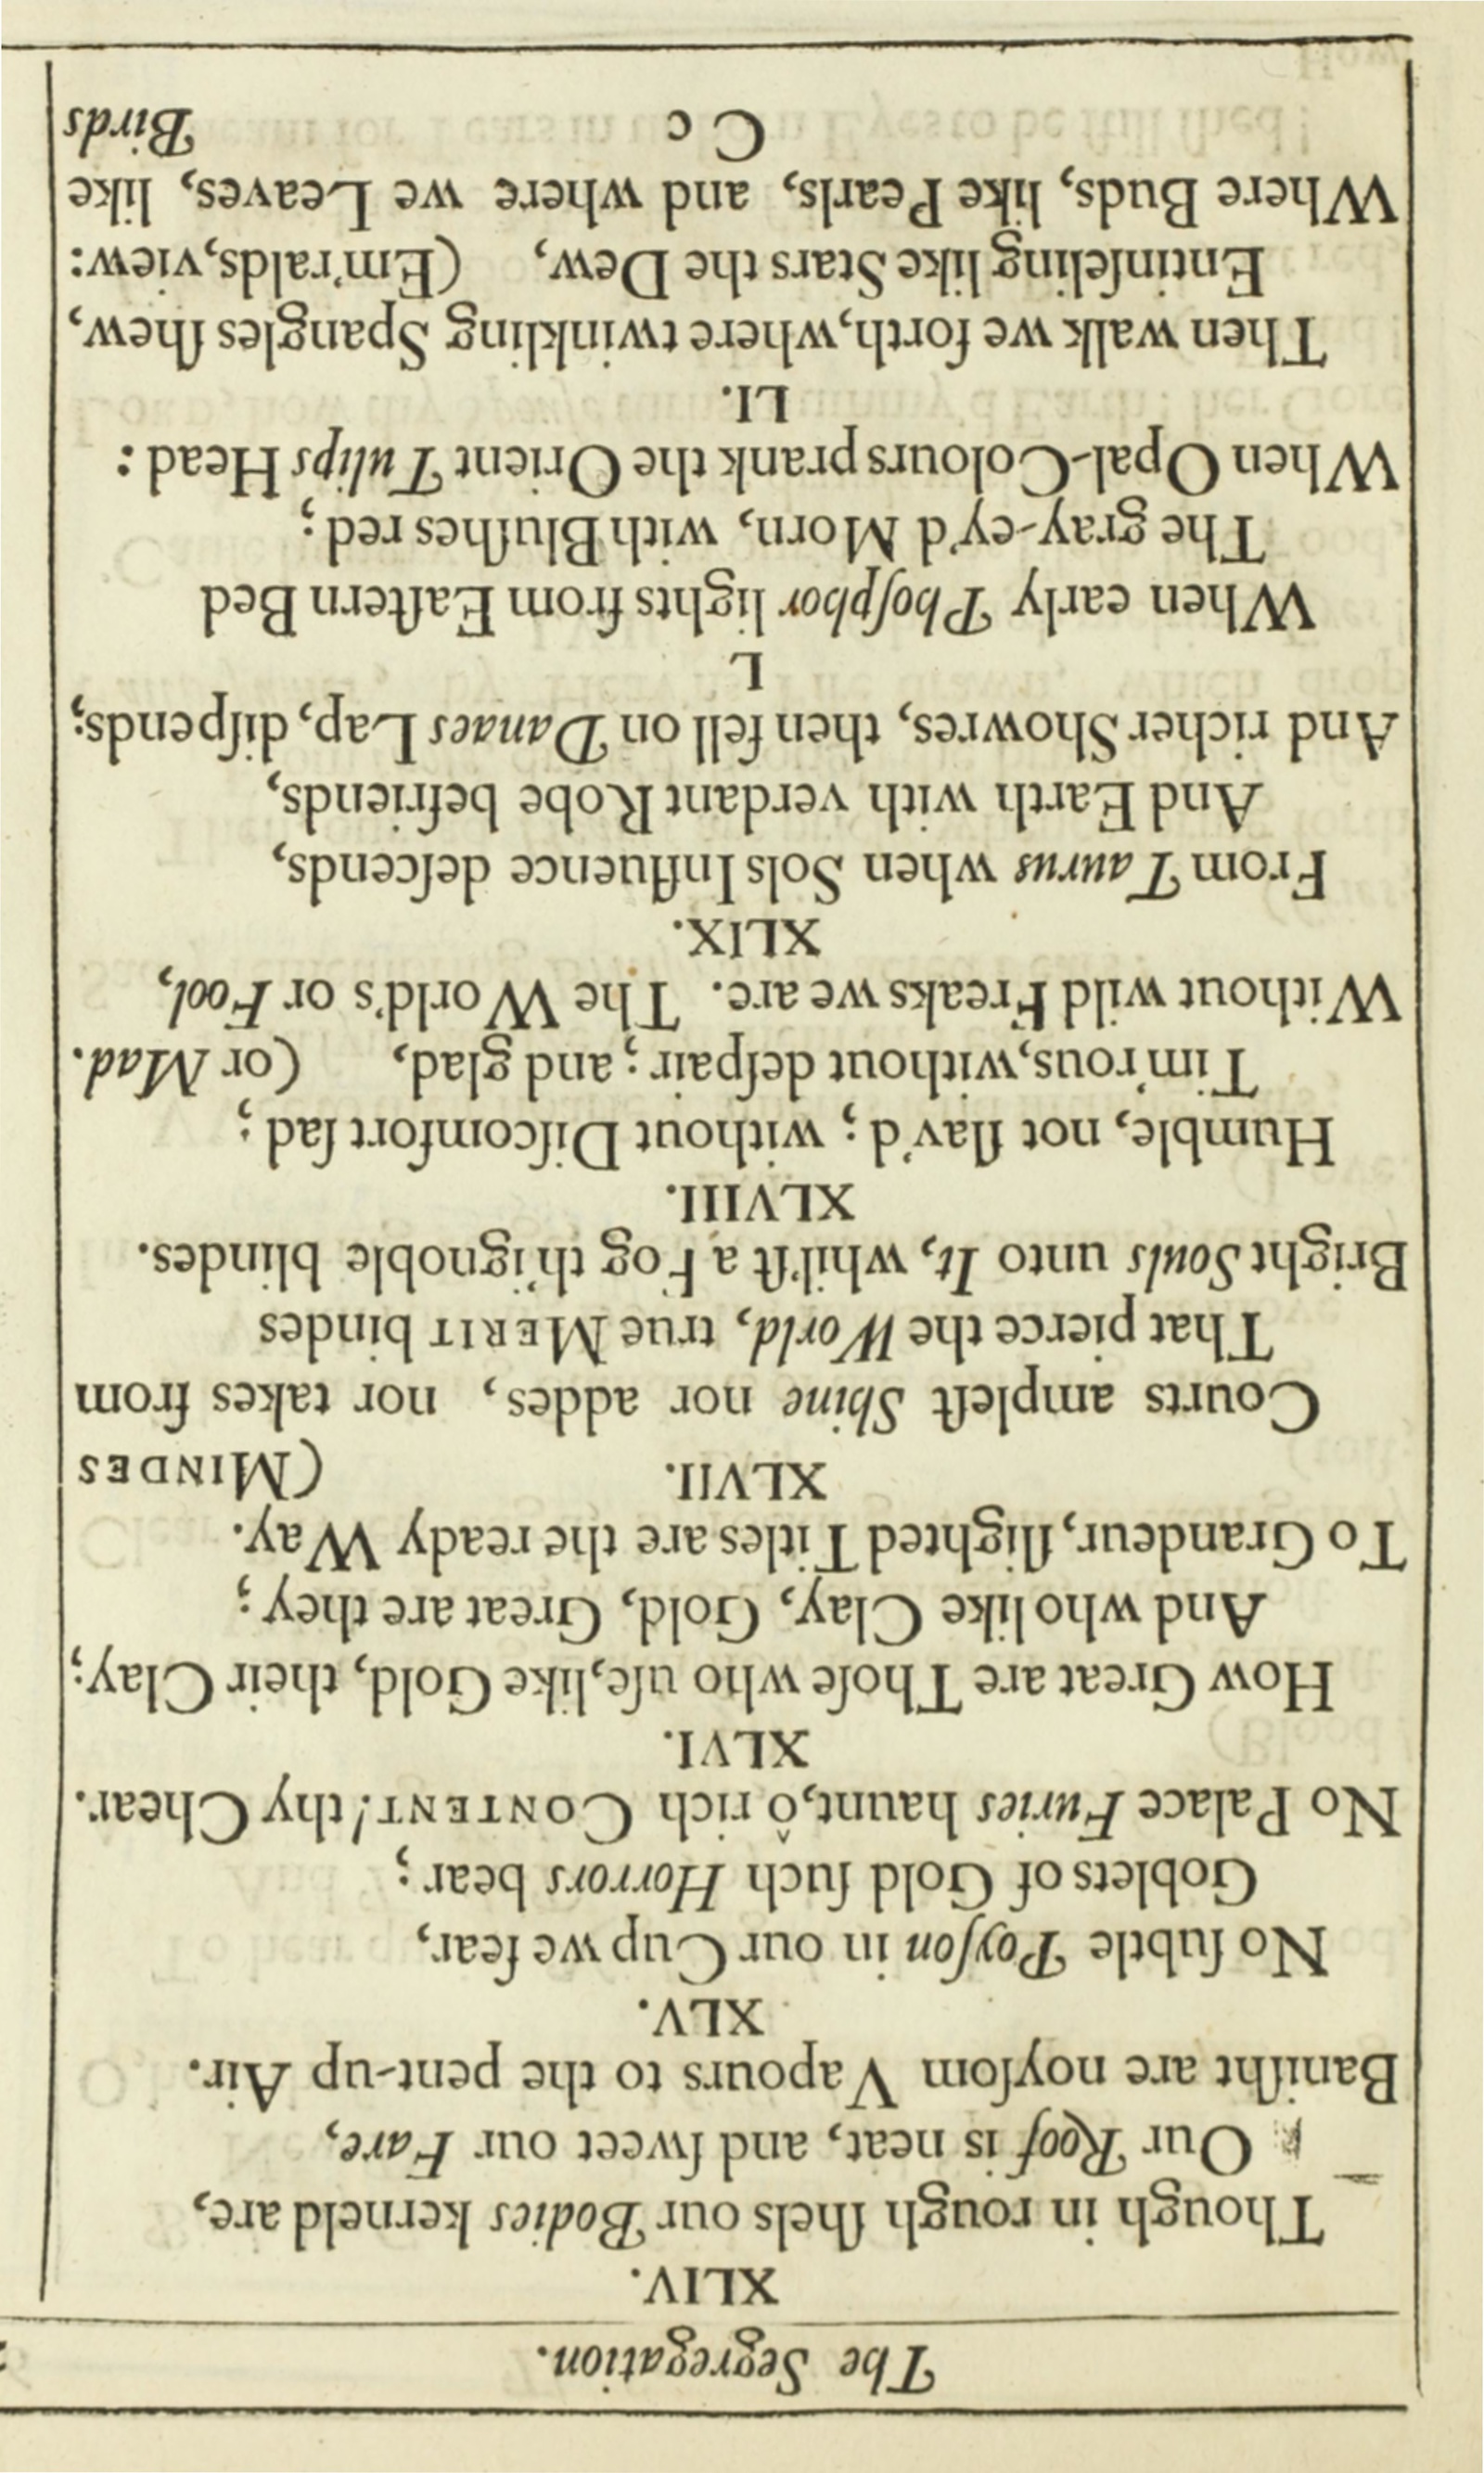 The Segregation.
XLIV.
Though in rough ſhels our Bodies kerneld are,
Our Roof is neat, and ſweet our Fare,
Baniſht are noyſom Vapours to the pent-up Air.
XLV.
No ſubtle Poyſon in our Cup we fear,
Goblets of Gold ſuch Horrors bear;
No Palace Furies haunt, ô rich CONTENT! thy Chear.
XLVI.
How Great are Thoſe who uſe, like, Gold, their Clay;
And who like Clay, Gold, Great are they;
To Grandeur, ſlighted Titles are the ready Way.
XLVII. (MINDES
Courts ampleſt Shine nor addes, nor takes from
That pierce the World, true MERIT bindes
Bright Souls unto It, whil'ſt a Fog th'ignoble blindes.
XLVIII.
Humble, not ſlav'd; without Diſcomfort ſad;
Tim'rous, without deſpair; and glad, (or Mad.
Without wild Freaks we are. The World's or Fool,
XLIX.
From Taurus when Sols Influence deſcends,
And Earth with verdant Robe befriends,
And richer Showres, then fell on Danaes Lap, diſpends;
L
When early Phoſphor lights from Eaſtern Bed
The gray-ey'd Morn, with Bluſhes red;
When Opal-Colours prank the Orient Tulips Head:
LI.
Then walk we forth, where twinkling Spangles ſhew,
Entinſeling like Stars the Dew, (Em'ralds, view:
Where Buds, like Pearls, and where we Leaves, like
C c Birds